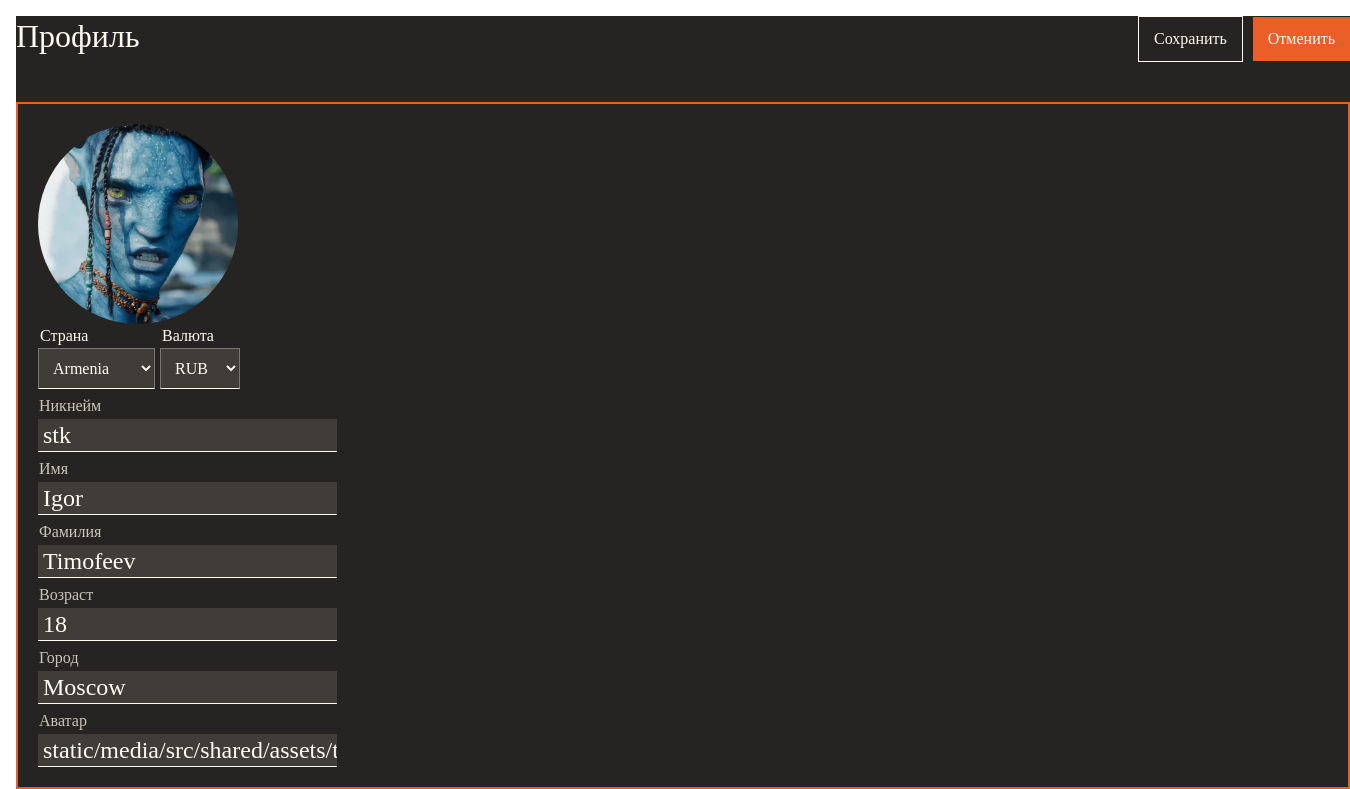 Профиль
Сохранить
Отменить
Страна
Валюта
Armenia
RUB
Никнейм
stk
Имя
Igor
Фамилия
Timofeev
Возраст
18
Город
Moscow
Аватар
static/media/src/shared/assets/t